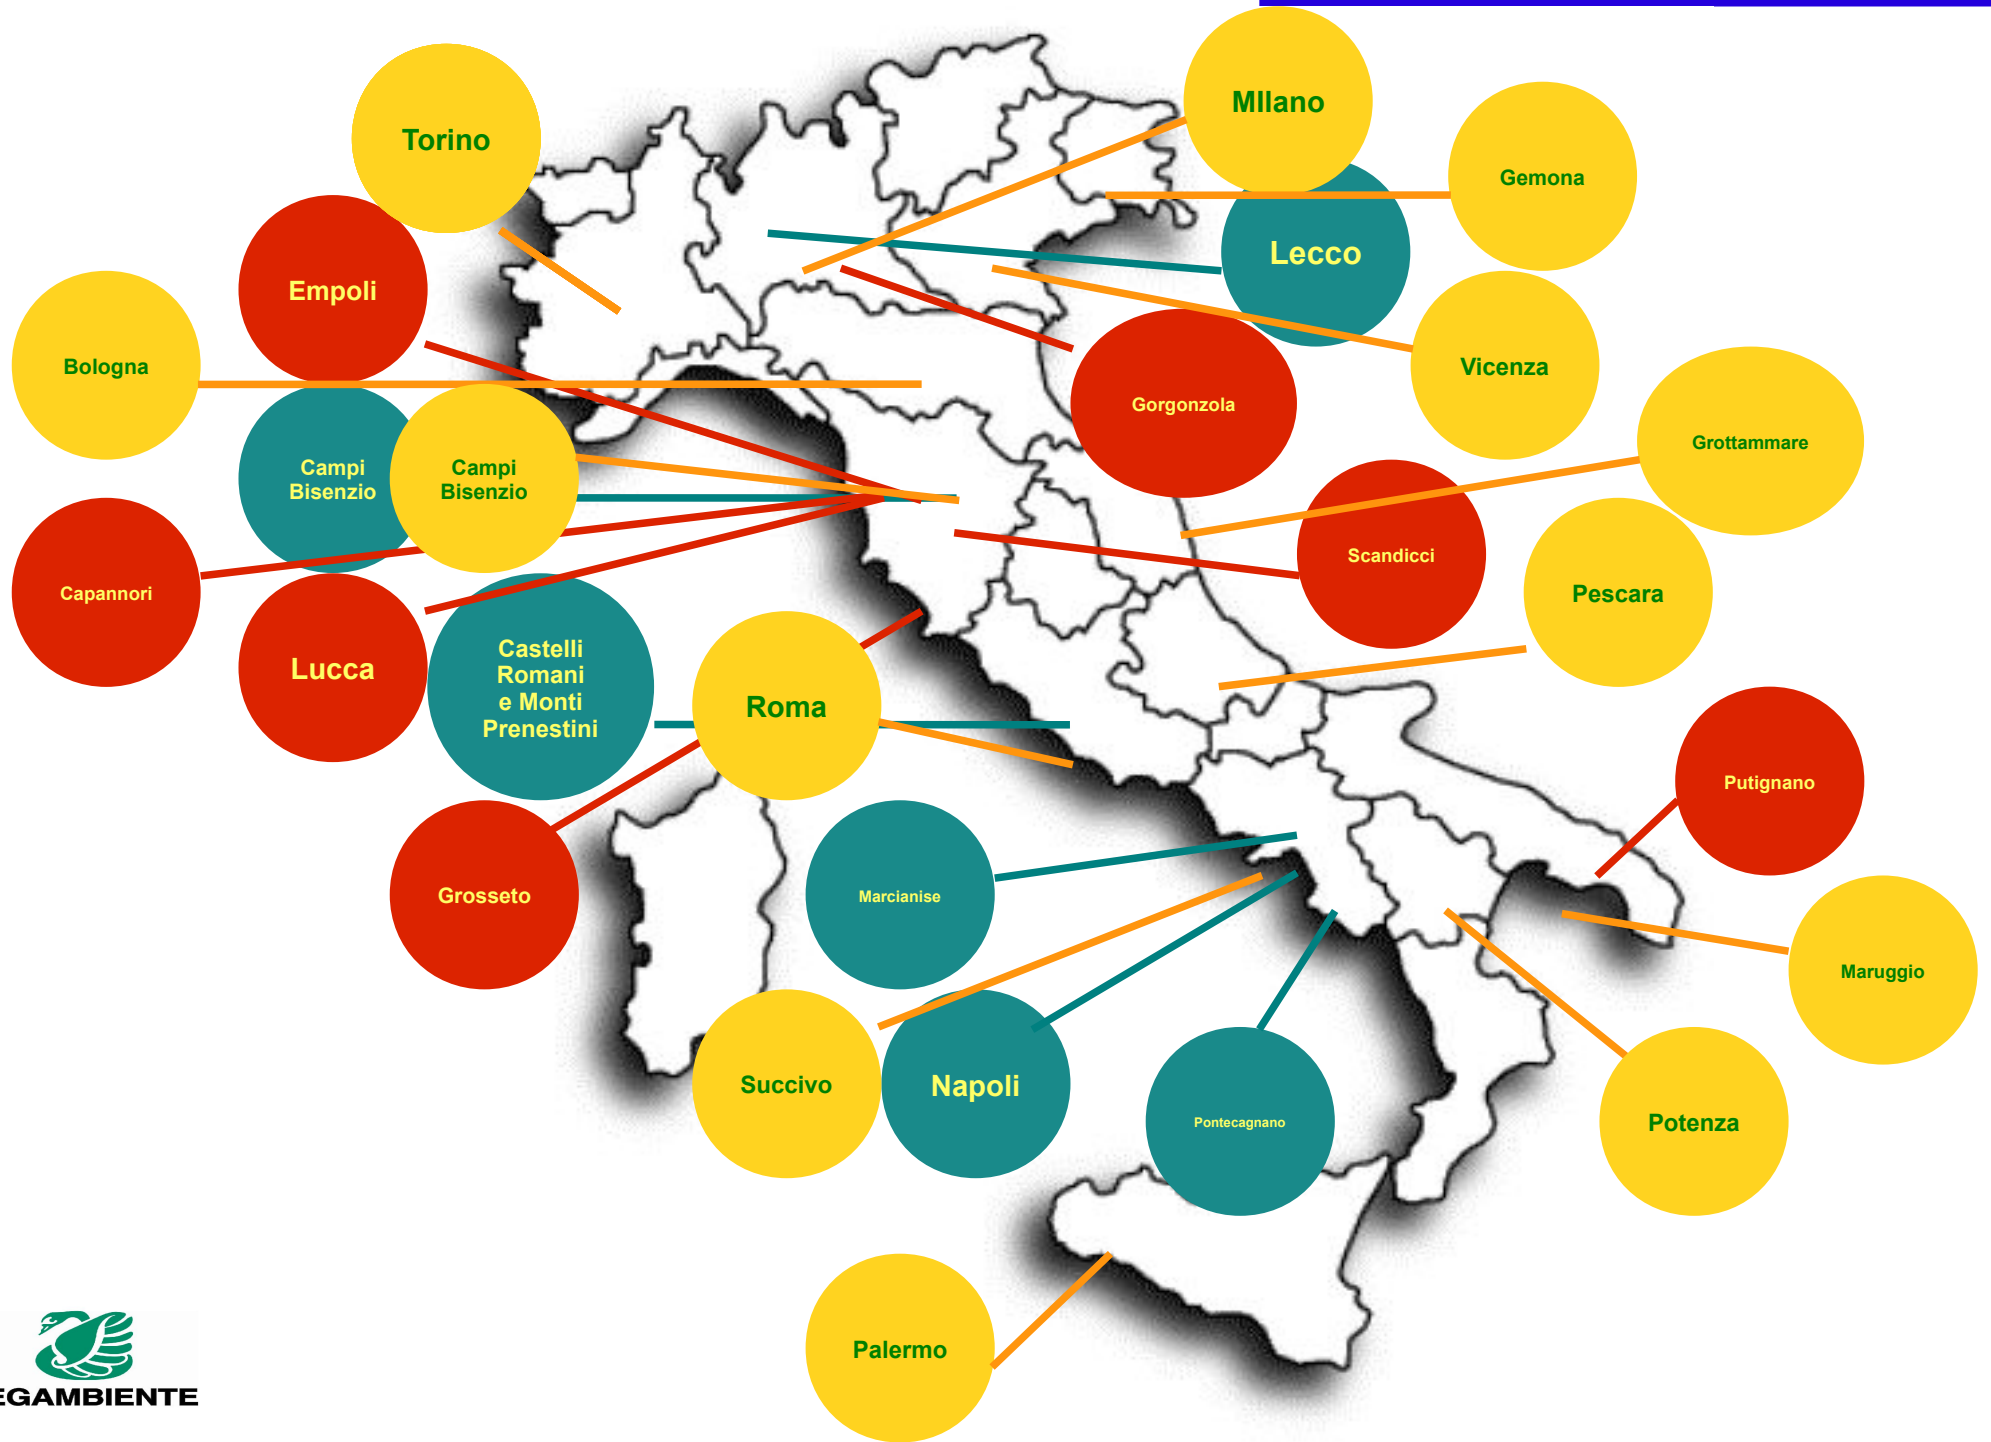 MIlano
Torino
Gemona
Lecco
Empoli
Bologna
Vicenza
Gorgonzola
Grottammare
Campi
Bisenzio
Campi
Bisenzio
Scandicci
Capannori
Pescara
Lucca
Castelli
Romani
e Monti
Prenestini
Roma
Putignano
Grosseto
Marcianise
Maruggio
Succivo
Napoli
Pontecagnano
Potenza
Palermo
EGAMBIENTE